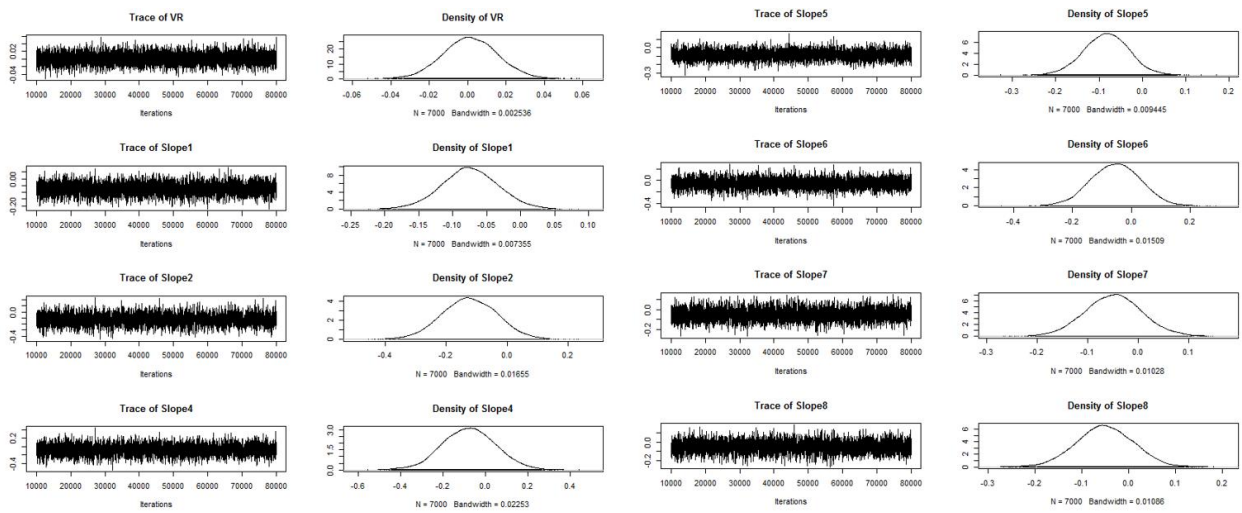 Trace of VR
0.02
-0.04
10000 20000 30000 40000 50000 60000 70000 80000
Iterations
Density of VR
20
10
0
-0.06 -0.04 -0.02 0.00 0.02 0.04 0.06
N = 7000 Bandwidth = 0.002536
Trace of Slope1
0.00
-0.20
10000 20000 30000 40000 50000 60000 70000 80000
Iterations
Density of Slope1
8
4
0
-0.25 -0.20 -0.15 -0.10 -0.05 0.00 0.05 0.10
N = 7000 Bandwidth = 0.007355
Trace of Slope2
0.0
-0.4
10000 20000 30000 40000 50000 60000 70000 80000
Iterations
Density of Slope2
4
2
0
-0.4 -0.2 0.0 0.2
N = 7000 Bandwidth = 0.01655
Trace of Slope4
0.2
-0.4
10000 20000 30000 40000 50000 60000 70000 80000
Iterations
Density of Slope4
3.0
1.5
0.0
-0.6 -0.4 -0.2 0.0 0.2 0.4
N = 7000 Bandwidth = 0.02253
Trace of Slope5
0.0
-0.3
10000 20000 30000 40000 50000 60000 70000 80000
Iterations
Density of Slope5
6
4
2
0
-0.3 -0.2 -0.1 0.0 0.1 0.2
N = 7000 Bandwidth = 0.009445
Trace of Slope6
0.0
-0.4
10000 20000 30000 40000 50000 60000 70000 80000
Iterations
Density of Slope6
4
2
0
-0.4 -0.2 0.0 0.2
N = 7000 Bandwidth = 0.01509
Trace of Slope7
0.0
-0.2
10000 20000 30000 40000 50000 60000 70000 80000
Iterations
Density of Slope7
6
4
2
0
-0.3 -0.2 -0.1 0.0 0.1
N = 7000 Bandwidth = 0.01028
Trace of Slope8
0.0
-0.2
10000 20000 30000 40000 50000 60000 70000 80000
Iterations
Density of Slope8
6
4
2
0
-0.3 -0.2 -0.1 0.0 0.1 0.2
N = 7000 Bandwidth = 0.01086